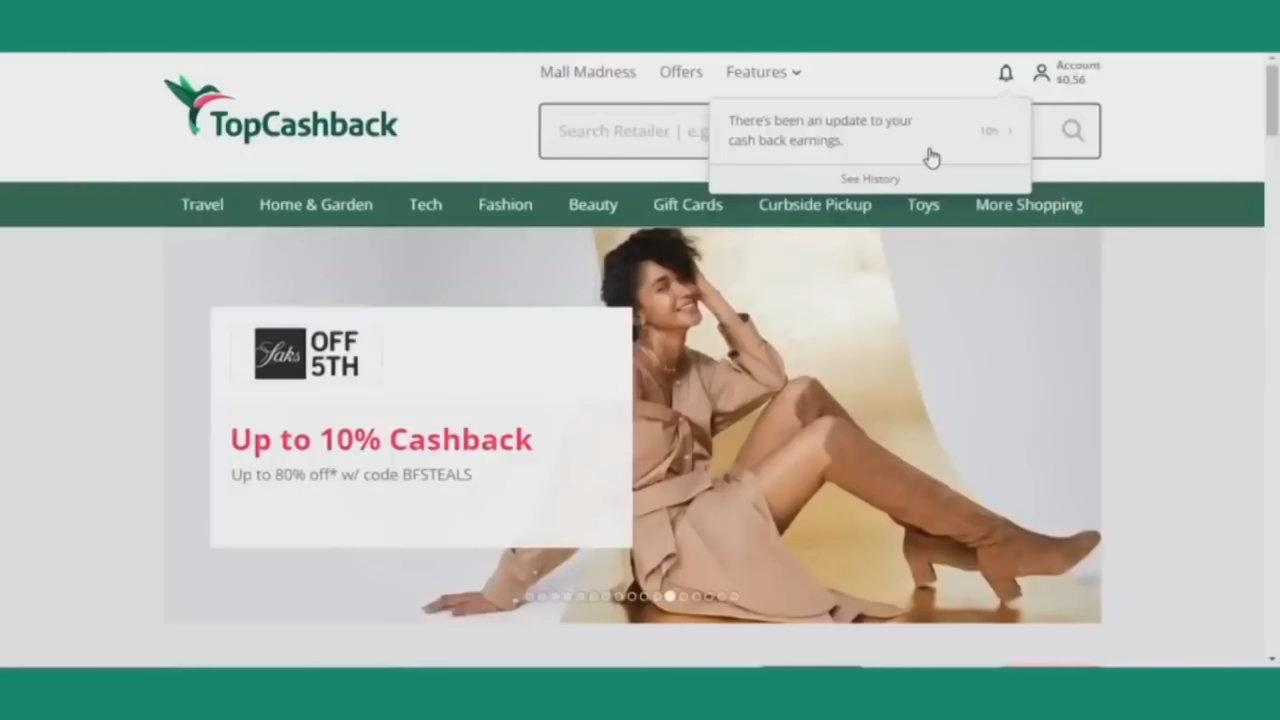 Mall Madness Offers Features
Account
$0.56
TopCashback
Search Retailer | e.g
There's been an update to your
cash back earnings.
10h
See History
Travel Home & Garden Tech Fashion Beauty Gift Cards Curbside Pickup Toys More Shopping
Saks OFF
5TH
Up to 10% Cashback
Up to 80% off* w/ code BFSTEALS